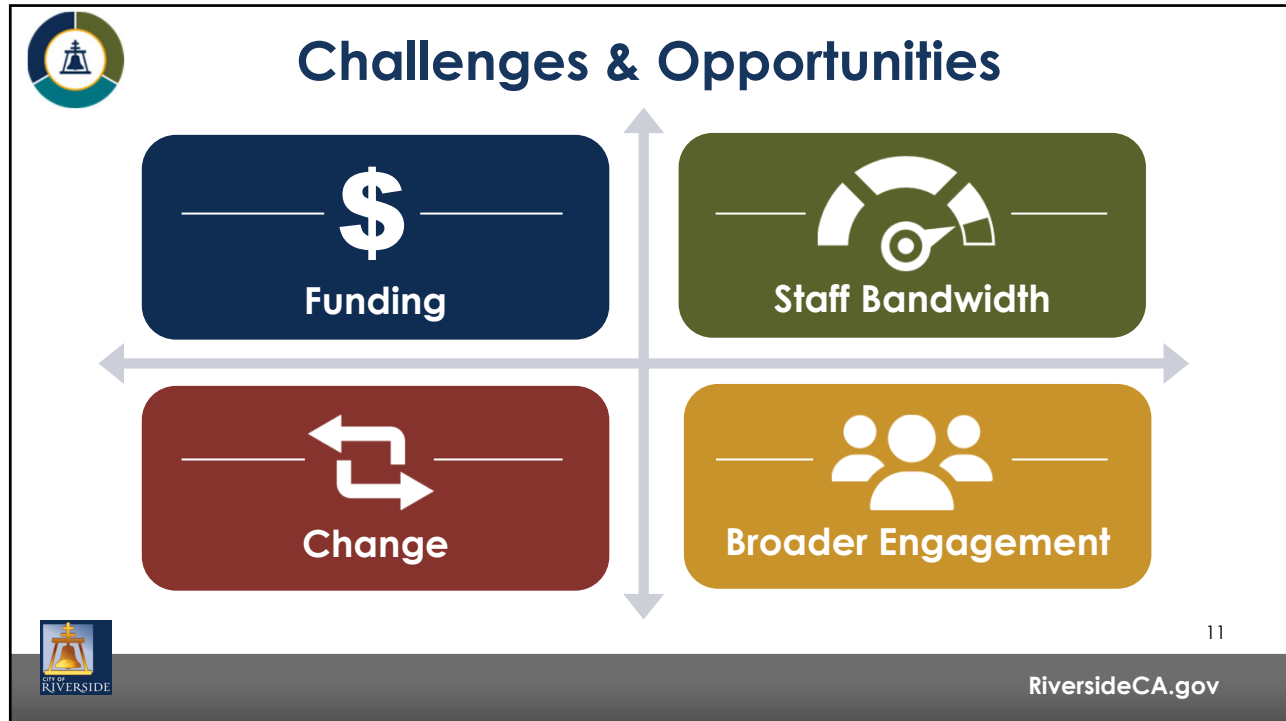 Challenges & Opportunities
$
Funding
Staff Bandwidth
Change
Broader Engagement
11
CITY OF
RIVERSIDE
RiversideCA.gov